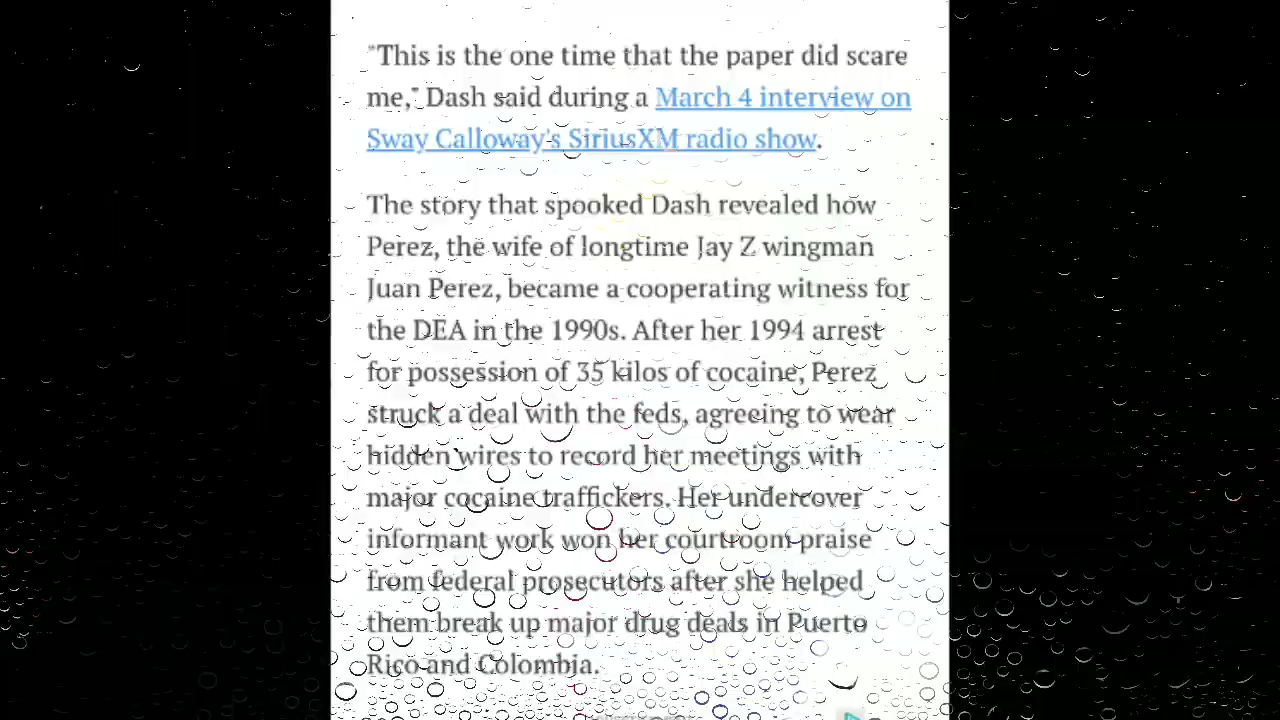 "This is the one time that the paper did scare
me," Dash said during a March 4 interview on
Sway Calloway's SiriusXM radio show.
The story that spooked Dash revealed how
Perez, the wife of longtime Jay Z wingman
Juan Perez, became a cooperating witness for
the DEA in the 1990s. After her 1994 arrest
for possession of 35 kilos of cocaine, Perez
struck a deal with the feds, agreeing to wear
hidden wires to record her meetings with
major cocaine traffickers. Her undercover
informant work won her courtroom praise
from federal prosecutors after she helped
them break up major drug deals in Puerto
Rico and Colombia.